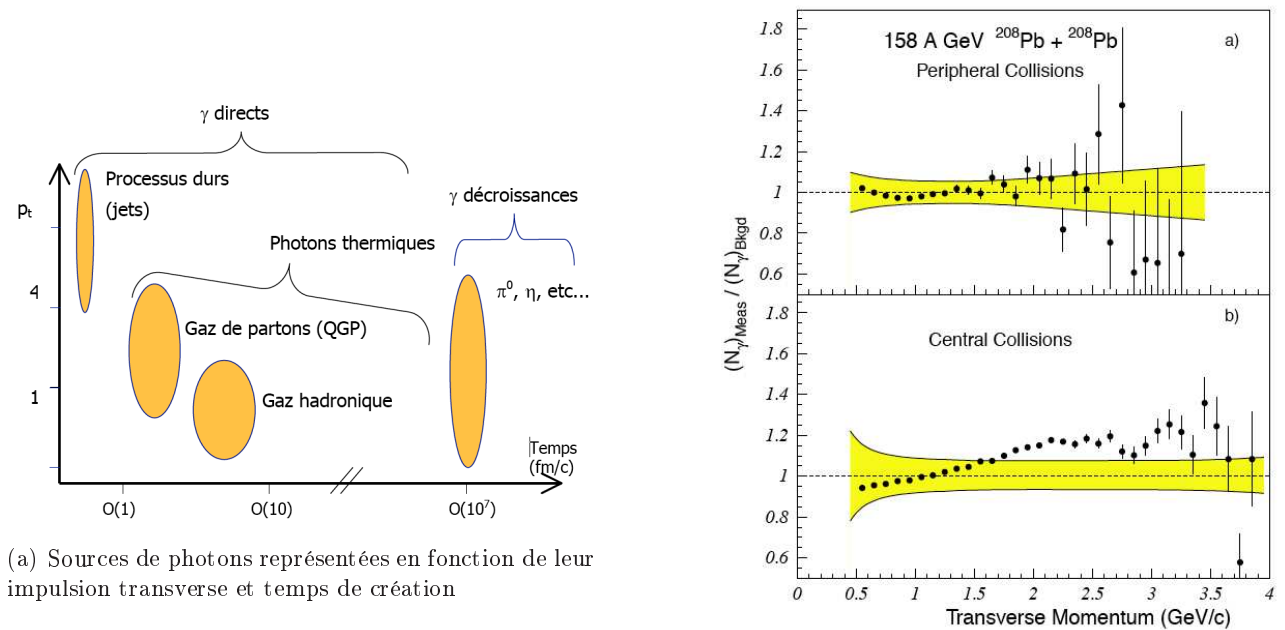 γ directs
Processus durs
(jets)
γ décroissances
Photons thermiques
π⁰, η, etc...
Gaz de partons (QGP)
Gaz hadronique
pₜ
4
1
Temps
(fm/c)
O(1)
O(10)
O(10⁷)
(a) Sources de photons représentées en fonction de leur
impulsion transverse et temps de création
158 A GeV ²⁰⁸Pb + ²⁰⁸Pb
a)
Peripheral Collisions
1.8
1.6
1.4
1.2
1
0.8
0.6
(Nγ)Meas / (Nγ)Bkgd
b)
Central Collisions
1.8
1.6
1.4
1.2
1
0.8
0.6
0 0.5 1 1.5 2 2.5 3 3.5 4
Transverse Momentum (GeV/c)